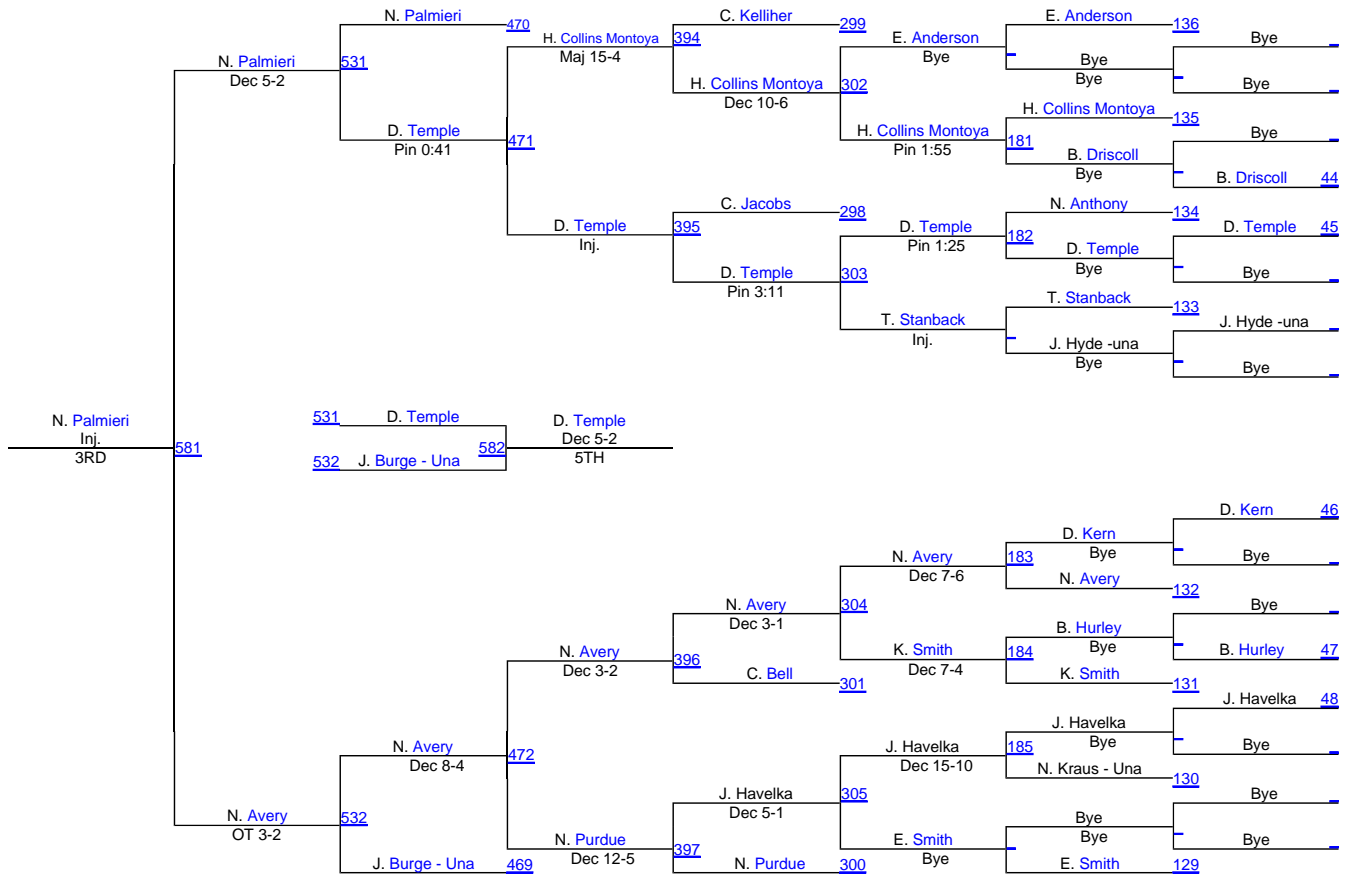 N. Palmieri 470
C. Kelliher 299
E. Anderson 136
H. Collins Montoya 394
E. Anderson
Bye
Maj 15-4
Bye
N. Palmieri 531
Bye
Bye
Dec 5-2
H. Collins Montoya 302
Bye
Dec 10-6
H. Collins Montoya 135
D. Temple
H. Collins Montoya 181
Bye
Pin 0:41
471
Pin 1:55
B. Driscoll
Bye
B. Driscoll 44
C. Jacobs 298
N. Anthony 134
D. Temple 395
D. Temple 182
D. Temple 45
Inj.
Pin 1:25
D. Temple
Bye
D. Temple 303
Bye
Pin 3:11
T. Stanback 133
T. Stanback
J. Hyde -una
Inj.
J. Hyde -una
Bye
Bye
N. Palmieri
531 D. Temple
D. Temple
Inj.
581
582
Dec 5-2
3RD
532 J. Burge - Una
5TH
D. Kern 46
D. Kern
N. Avery 183
Bye
Bye
Dec 7-6
N. Avery 132
N. Avery 304
Bye
Dec 3-1
B. Hurley
N. Avery 396
K. Smith 184
Bye
B. Hurley 47
Dec 3-2
Dec 7-4
C. Bell 301
K. Smith 131
J. Havelka 48
J. Havelka
N. Avery 472
J. Havelka 185
Bye
Bye
Dec 8-4
Dec 15-10
N. Kraus - Una 130
J. Havelka 305
Bye
Dec 5-1
N. Avery 532
Bye
OT 3-2
N. Purdue 397
E. Smith
Bye
Bye
Dec 12-5
Bye
J. Burge - Una 469
N. Purdue 300
E. Smith 129